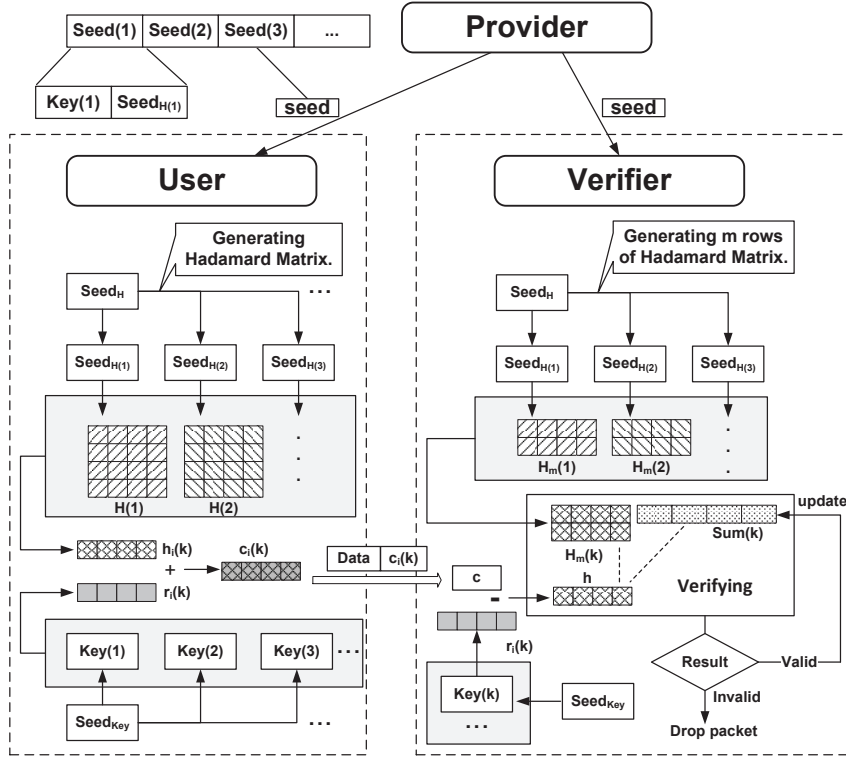 Provider
Seed(1) Seed(2) Seed(3) ...
Key(1) Seed_H(1)
seed
seed
User
Generating
Hadamard Matrix.
Seed_H
...
Seed_H(1) Seed_H(2) Seed_H(3)
H(1) H(2)
h_i(k)
+
c_i(k)
r_i(k)
Key(1) Key(2) Key(3) ...
Seed_Key
...
Data c_i(k)
Verifier
Generating m rows
of Hadamard Matrix.
Seed_H
Seed_H(1) Seed_H(2) Seed_H(3)
H_m(1) H_m(2)
update
H_m(k)
Sum(k)
c
-
h
Verifying
r_i(k)
Key(k)
...
Seed_Key
Result
Valid
Invalid
Drop packet